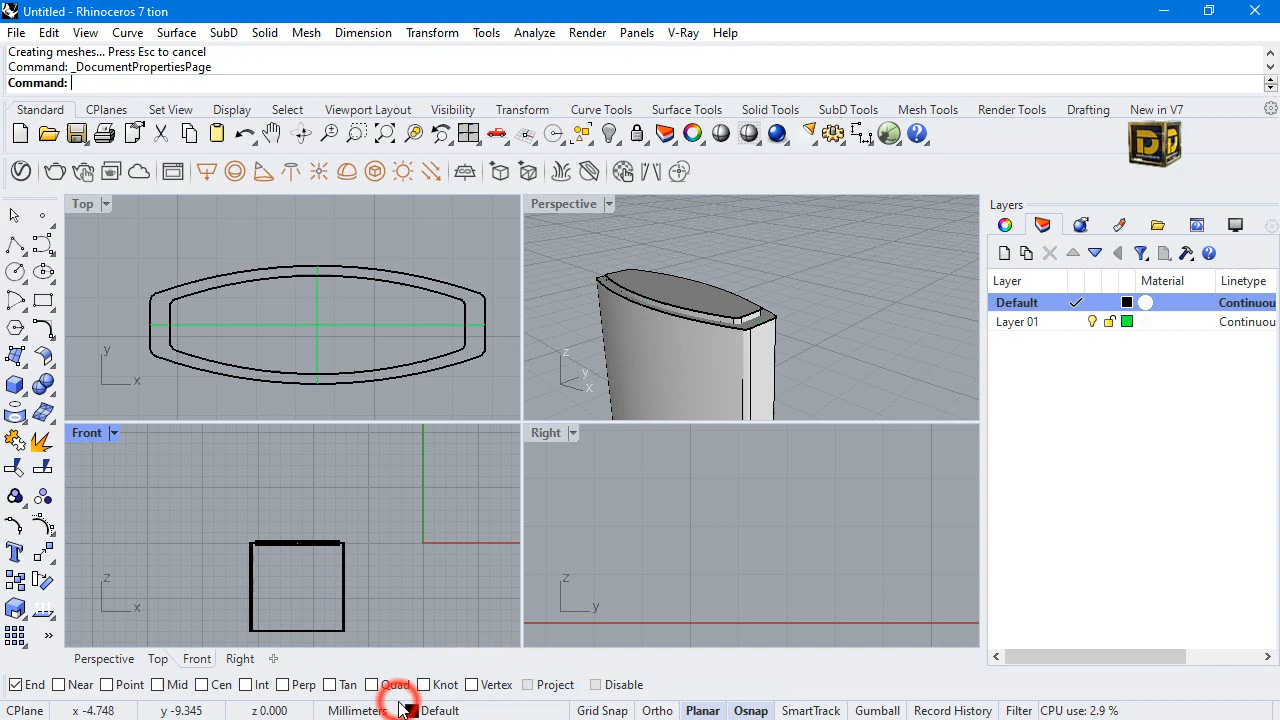 Untitled - Rhinoceros 7 tion
File Edit View Curve Surface SubD Solid Mesh Dimension Transform Tools Analyze Render Panels V-Ray Help
Creating meshes... Press Esc to cancel
Command: _DocumentPropertiesPage
Command:
Standard CPlanes Set View Display Select Viewport Layout Visibility Transform Curve Tools Surface Tools Solid Tools SubD Tools Mesh Tools Render Tools Drafting New in V7
Top Perspective Layers
Layer Material Linetype
Default Continuou
Layer 01 Continuou
y x
z y x
Front Right
z x
z y
Perspective Top Front Right
End Near Point Mid Cen Int Perp Tan Quad Knot Vertex Project Disable
CPlane x -4.748 y -9.345 z 0.000 Millimeters Default Grid Snap Ortho Planar Osnap SmartTrack Gumball Record History Filter CPU use: 2.9 %